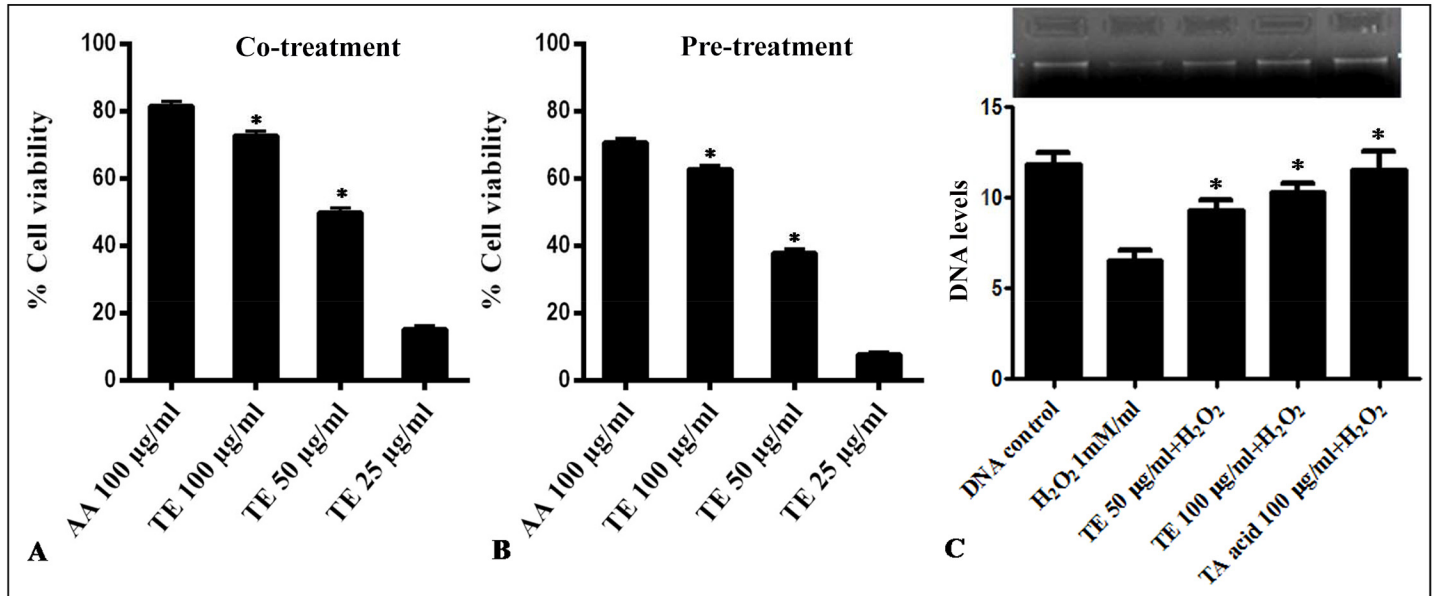 Co-treatment
% Cell viability
100
80
60
40
20
0
*
*
AA 100 µg/ml
TE 100 µg/ml
TE 50 µg/ml
TE 25 µg/ml
A
Pre-treatment
% Cell viability
100
80
60
40
20
0
*
*
AA 100 µg/ml
TE 100 µg/ml
TE 50 µg/ml
TE 25 µg/ml
B
DNA levels
15
10
5
0
*
*
*
DNA control
H₂O₂ 1mM/ml
TE 50 µg/ml+H₂O₂
TE 100 µg/ml+H₂O₂
TA acid 100 µg/ml+H₂O₂
C